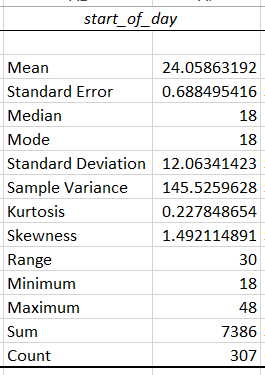 start_of_day
Mean 24.05863192
Standard Error 0.688495416
Median 18
Mode 18
Standard Deviation 12.06341423
Sample Variance 145.5259628
Kurtosis 0.227848654
Skewness 1.492114891
Range 30
Minimum 18
Maximum 48
Sum 7386
Count 307